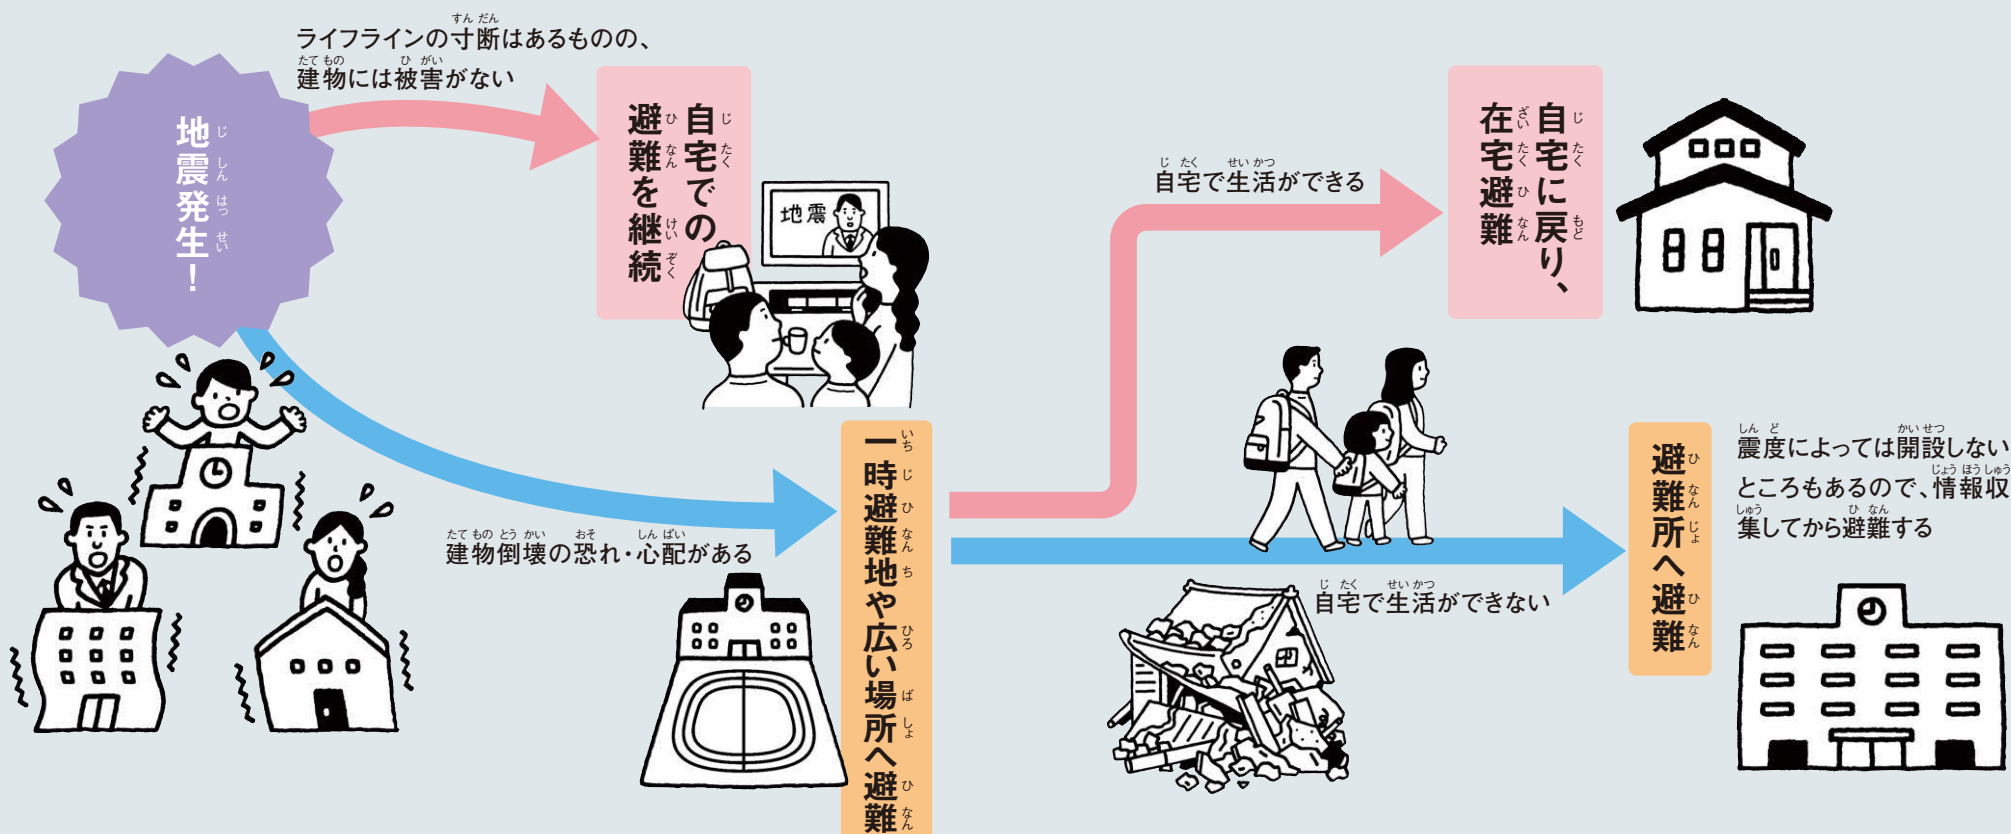 地震発生！
ライフラインの寸断はあるものの、
建物には被害がない
自宅での
避難を継続
地震
建物倒壊の恐れ・心配がある
一時避難地や広い場所へ避難
自宅で生活ができる
自宅に戻り、
在宅避難
自宅で生活ができない
避難所へ避難
震度によっては開設しない
ところもあるので、情報収
集してから避難する